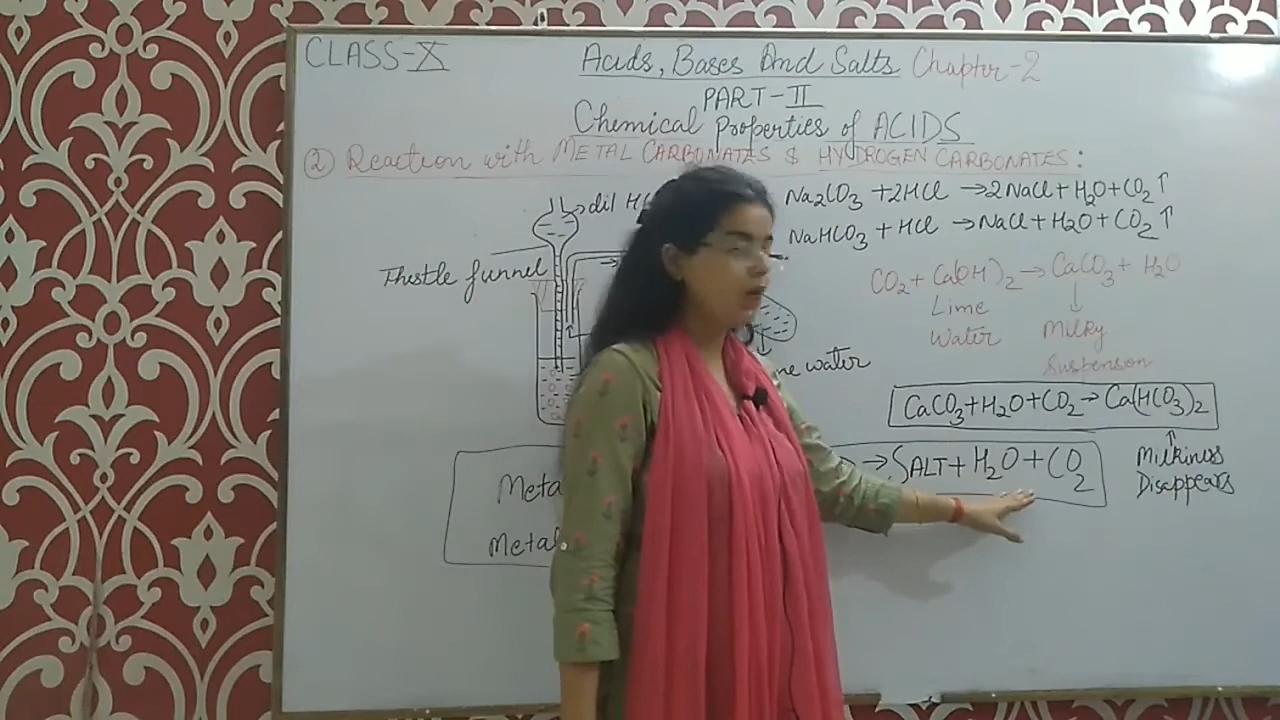 CLASS-X
Acids, Bases And Salts Chapter-2
PART-II
Chemical Properties of ACIDS
② Reaction with METAL CARBONATES & HYDROGEN CARBONATES:
dil
Thistle funnel
Na2CO3 + 2HCl → 2NaCl + H2O + CO2 ↑
NaHCO3 + HCl → NaCl + H2O + CO2 ↑
CO2 + Ca(OH)2 → CaCO3 + H2O
Lime
Water
↓
Milky
Suspension
water
CaCO3 + H2O + CO2 → Ca(HCO3)2
↑
Milkiness
Disappears
→ SALT + H2O + CO2
Meta
Metal